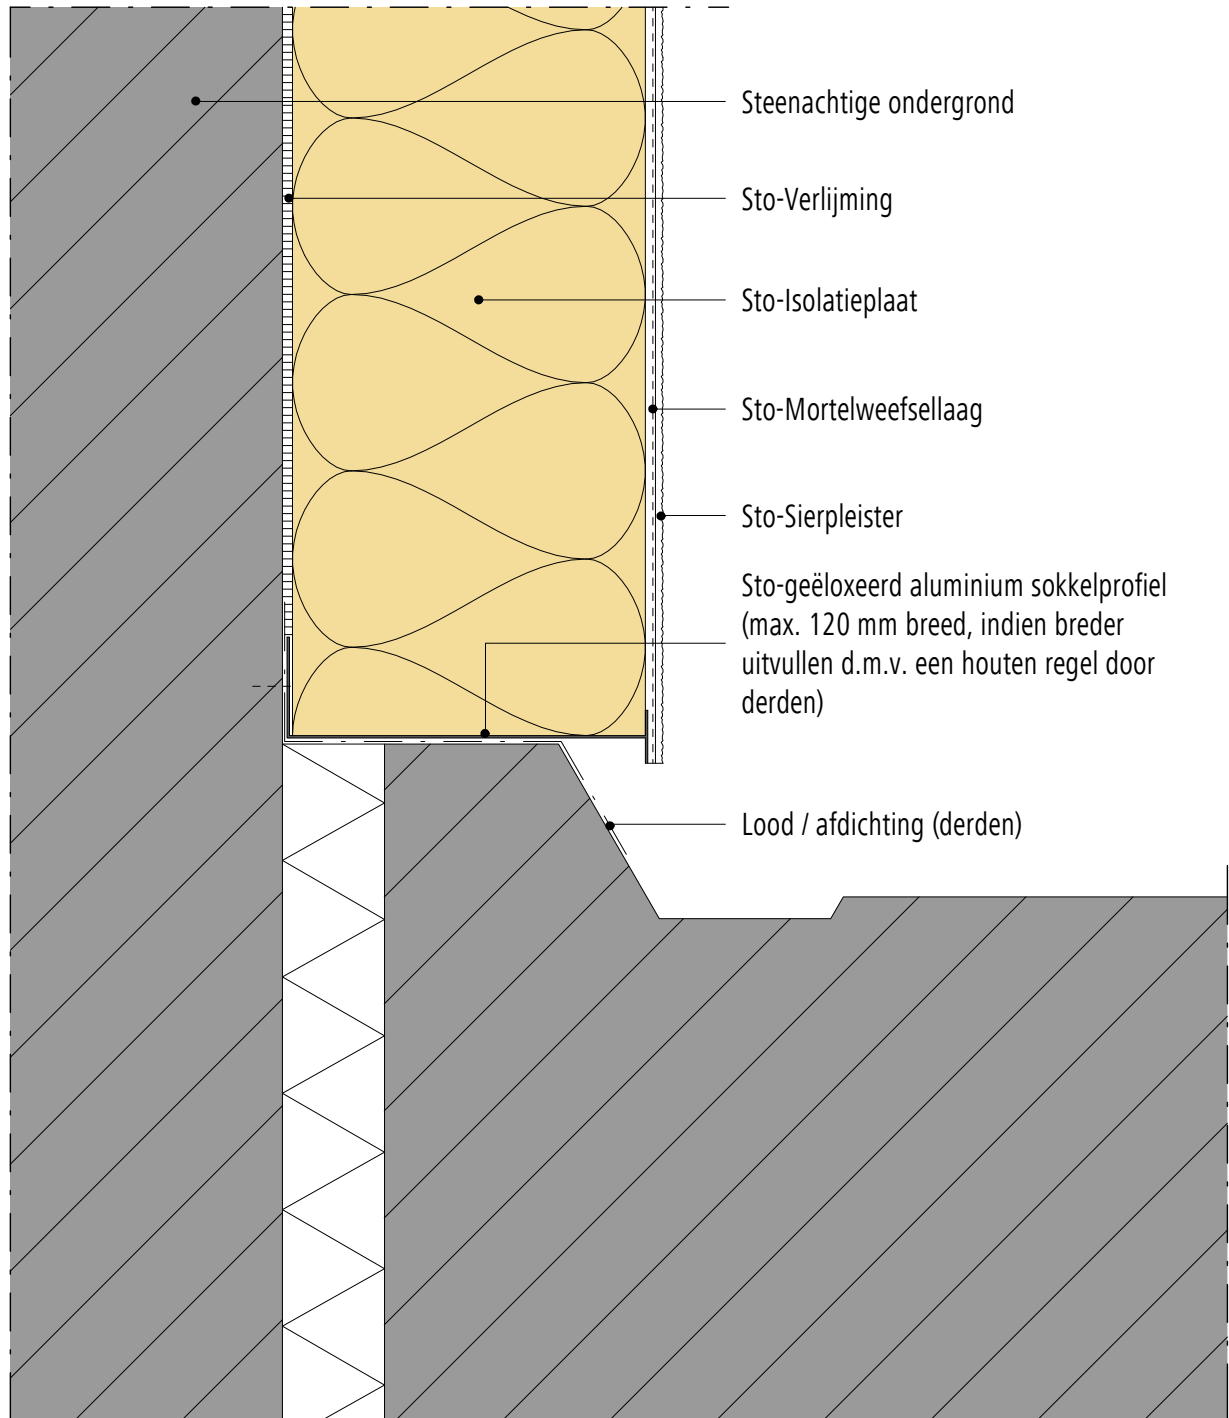 Steenachtige ondergrond
Sto-Verlijming
Sto-Isolatieplaat
Sto-Mortelweefsellaag
Sto-Sierpleister
Sto-geëloxeerd aluminium sokkelprofiel
(max. 120 mm breed, indien breder
uitvullen d.m.v. een houten regel door
derden)
Lood / afdichting (derden)